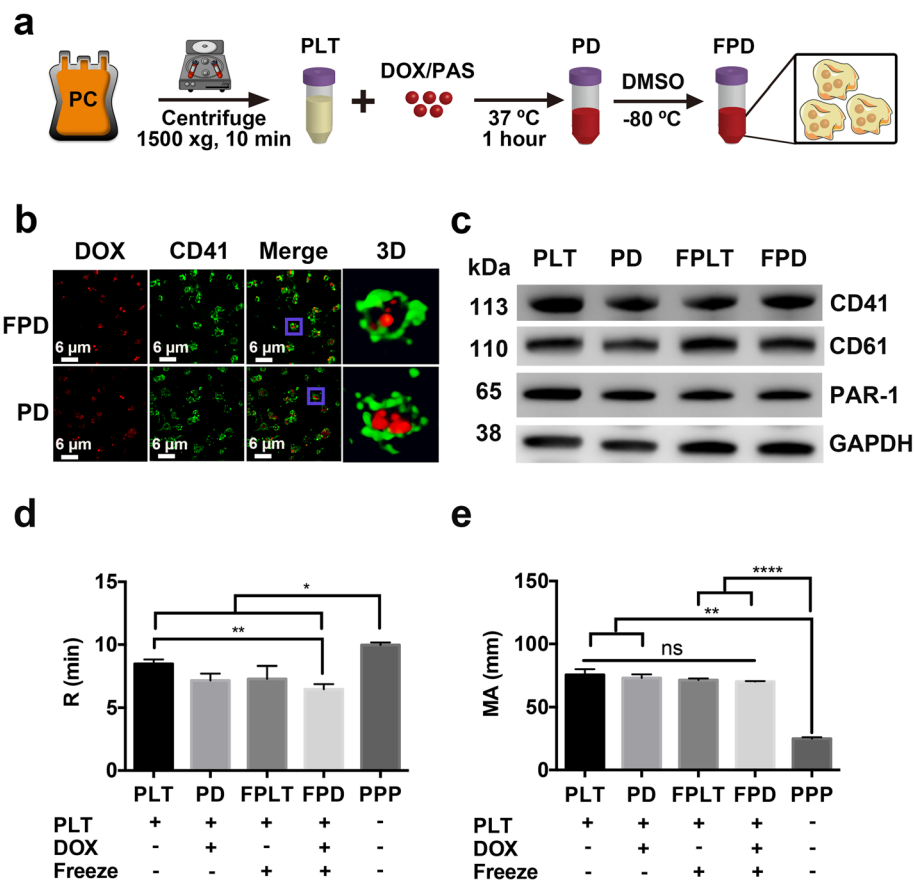 a
PC
Centrifuge
1500 xg, 10 min
PLT
+
DOX/PAS
37 ºC
1 hour
PD
DMSO
-80 ºC
FPD
b
DOX CD41 Merge 3D
FPD
6 µm 6 µm 6 µm
PD
6 µm 6 µm 6 µm
c
kDa PLT PD FPLT FPD
113 CD41
110 CD61
65 PAR-1
38 GAPDH
d
R (min)
15
10
5
0
*
**
PLT PD FPLT FPD PPP
PLT + + + + -
DOX - + - + -
Freeze - - + + -
e
MA (mm)
150
100
50
0
****
**
ns
PLT PD FPLT FPD PPP
PLT + + + + -
DOX - + - + -
Freeze - - + + -